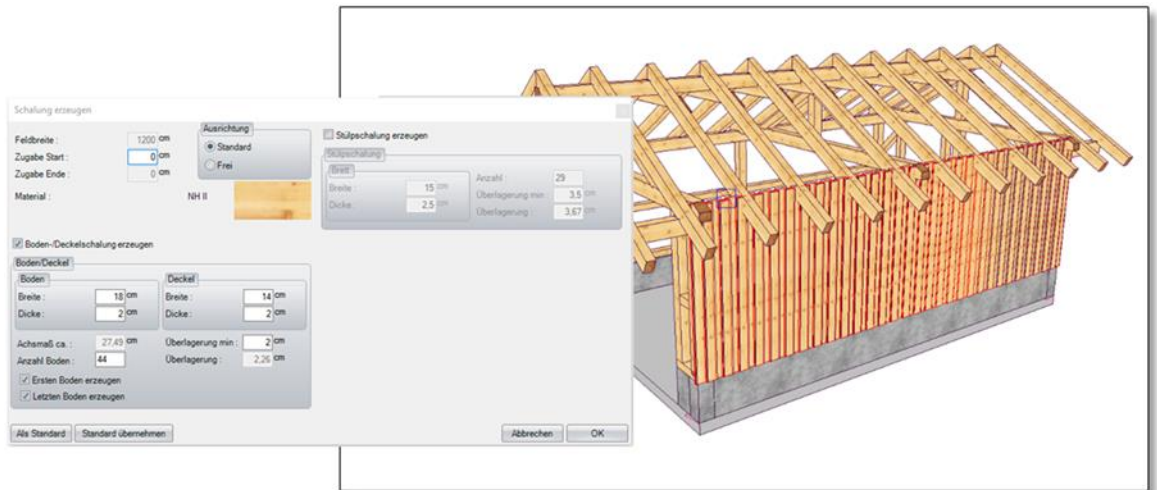 Schalung erzeugen
Feldbreite : 1200 cm
Zugabe Start : 0 cm
Zugabe Ende : 0 cm
Material : NH II
Ausrichtung
Standard
Frei
Stülpschalung erzeugen
Stülpschalung
Brett
Breite : 15 cm
Dicke : 2,5 cm
Anzahl : 29
Überlagerung min : 3,5 cm
Überlagerung : 3,67 cm
Boden-/Deckelschalung erzeugen
Boden/Deckel
Boden
Breite : 18 cm
Dicke : 2 cm
Deckel
Breite : 14 cm
Dicke : 2 cm
Achsmaß ca. : 27,49 cm
Anzahl Boden : 44
Überlagerung min : 2 cm
Überlagerung : 2,26 cm
Ersten Boden erzeugen
Letzten Boden erzeugen
Als Standard
Standard übernehmen
Abbrechen
OK